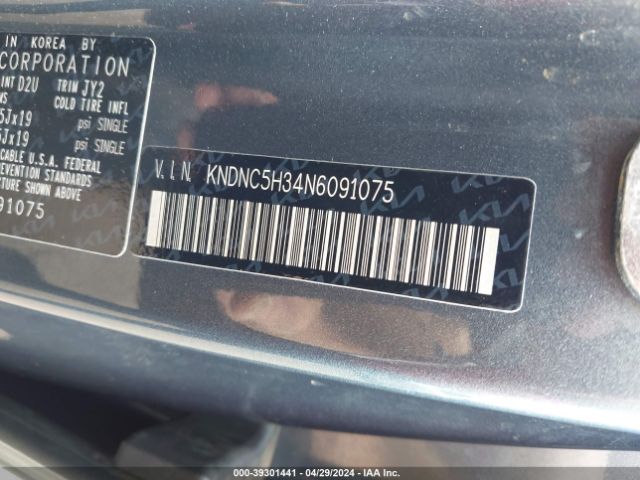 IN KOREA BY
CORPORATION
INT D2U TRIM JY2
COLD TIRE INFL
5Jx19 psi SINGLE
5Jx19 psi SINGLE
CABLE U.S.A. FEDERAL
EVENTION STANDARDS
CTURE SHOWN ABOVE
91075
V.I.N. KNDNC5H34N6091075
000-39301441 - 04/29/2024 - IAA Inc.